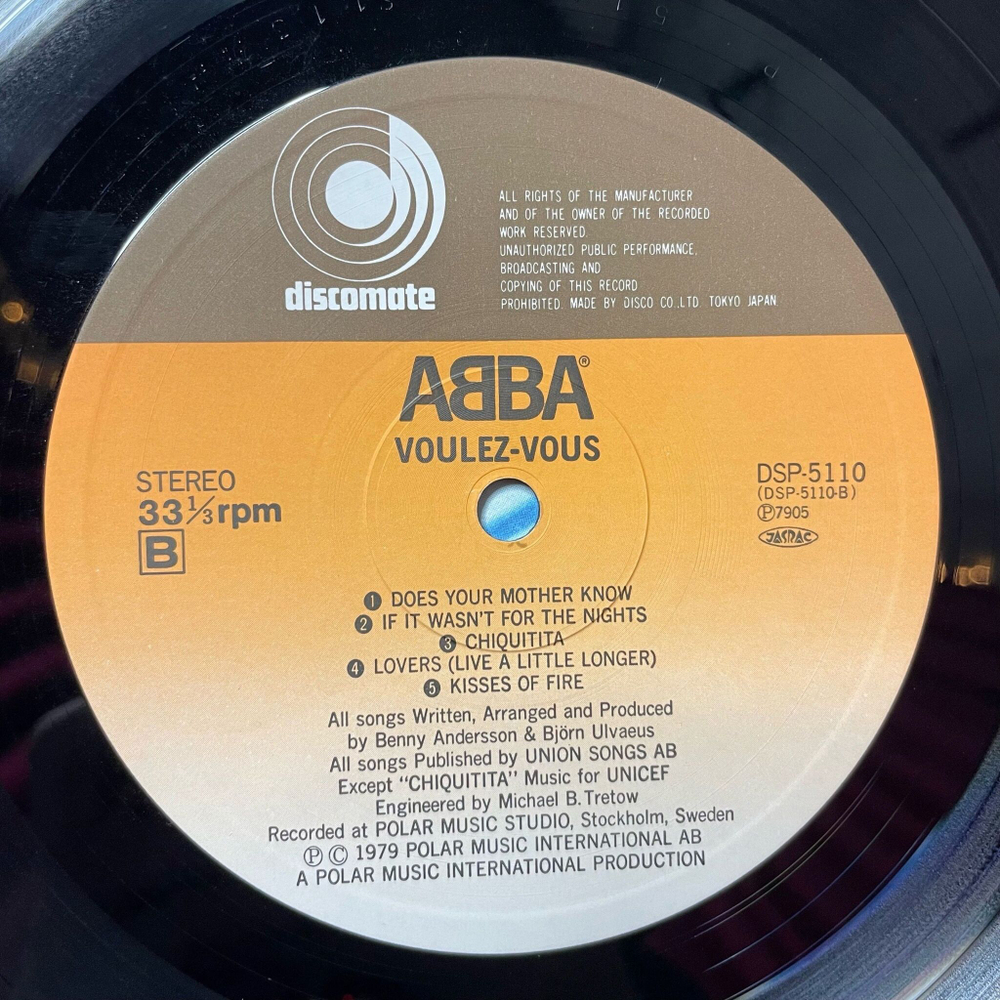 discomate
ALL RIGHTS OF THE MANUFACTURER
AND OF THE OWNER OF THE RECORDED
WORK RESERVED.
UNAUTHORIZED PUBLIC PERFORMANCE,
BROADCASTING AND
COPYING OF THIS RECORD
PROHIBITED. MADE BY DISCO CO.,LTD. TOKYO JAPAN
ABBA®
VOULEZ-VOUS
STEREO
33 1/3 rpm
B
DSP-5110
(DSP-5110-B)
Ⓟ7905
JASRAC
❶ DOES YOUR MOTHER KNOW
❷ IF IT WASN'T FOR THE NIGHTS
❸ CHIQUITITA
❹ LOVERS (LIVE A LITTLE LONGER)
❺ KISSES OF FIRE
All songs Written, Arranged and Produced
by Benny Andersson & Björn Ulvaeus
All songs Published by UNION SONGS AB
Except "CHIQUITITA" Music for UNICEF
Engineered by Michael B. Tretow
Recorded at POLAR MUSIC STUDIO, Stockholm, Sweden
Ⓟ © 1979 POLAR MUSIC INTERNATIONAL AB
A POLAR MUSIC INTERNATIONAL PRODUCTION